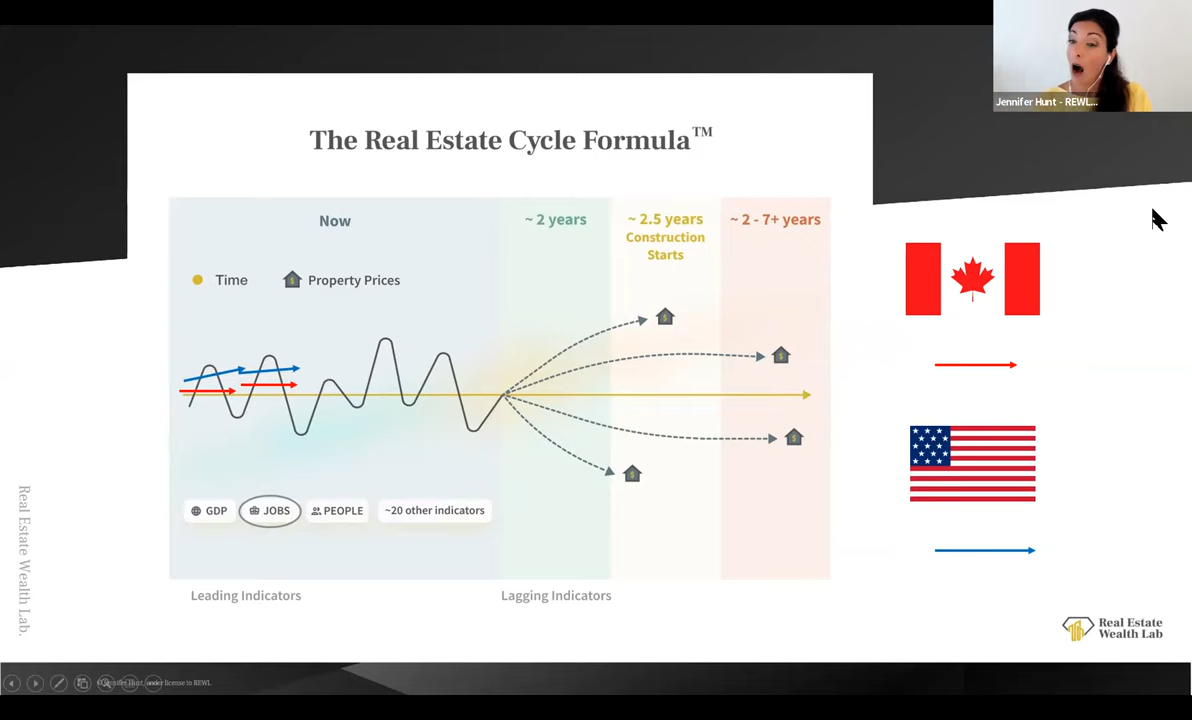 Jennifer Hunt - REWL...
The Real Estate Cycle Formula™
Now
~ 2 years
~ 2.5 years
Construction
Starts
~ 2 - 7+ years
Time
Property Prices
$
$
$
$
$
GDP
JOBS
PEOPLE
~20 other indicators
Leading Indicators
Lagging Indicators
Real Estate Wealth Lab.
Real Estate
Wealth Lab
© Jennifer Hunt, under license to REWL